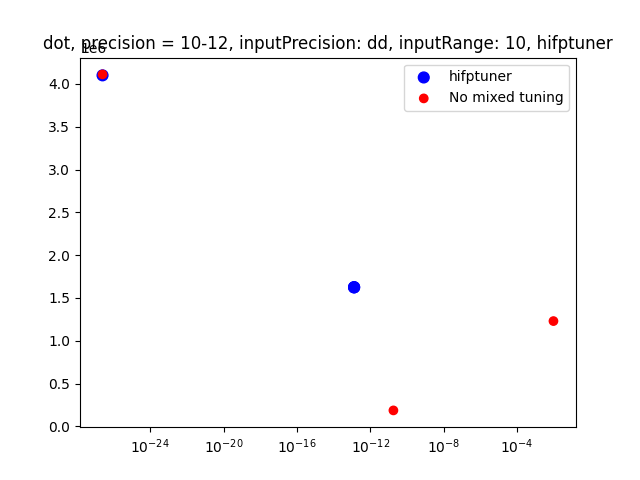 dot, precision = 10-12, inputPrecision: dd, inputRange: 10, hifptuner
1e6
hifptuner
No mixed tuning
4.0
3.5
3.0
2.5
2.0
1.5
1.0
0.5
0.0
10⁻²⁴ 10⁻²⁰ 10⁻¹⁶ 10⁻¹² 10⁻⁸ 10⁻⁴